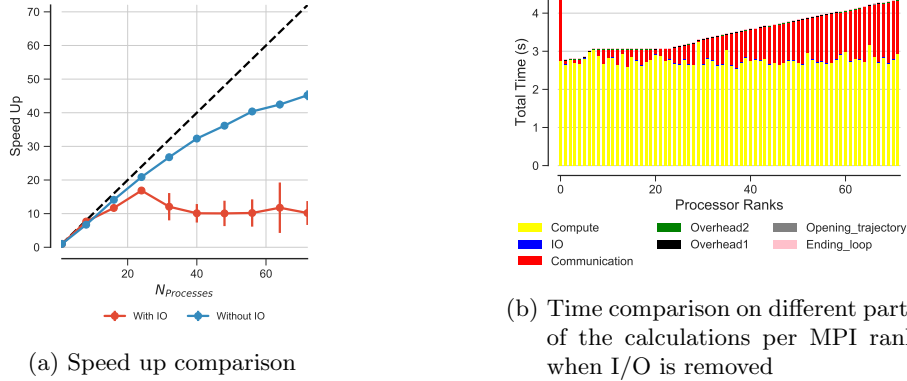 70
60
50
40
30
20
10
0
Speed Up
20
40
60
N_Processes
With IO
Without IO
(a) Speed up comparison
4
3
2
1
0
Total Time (s)
0
20
40
60
Processor Ranks
Compute
IO
Communication
Overhead2
Overhead1
Opening_trajectory
Ending_loop
(b) Time comparison on different part
of the calculations per MPI ran
when I/O is removed